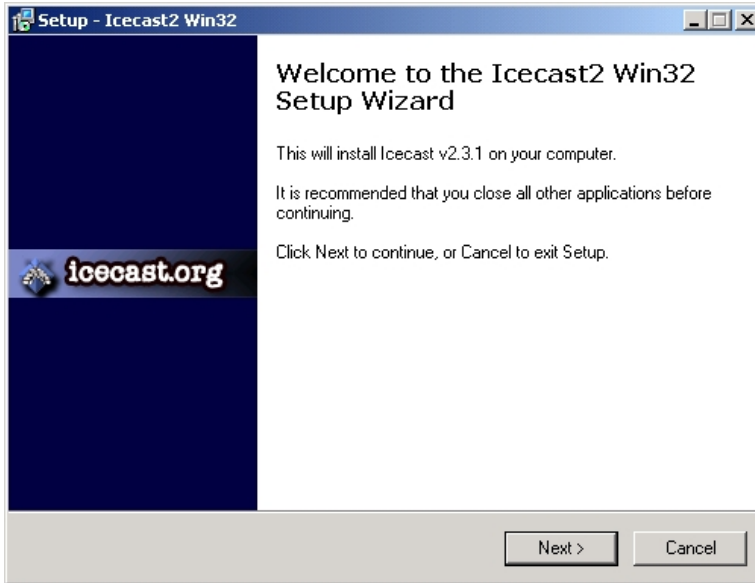 Setup - Icecast2 Win32
Welcome to the Icecast2 Win32
Setup Wizard
This will install Icecast v2.3.1 on your computer.
It is recommended that you close all other applications before
continuing.
Click Next to continue, or Cancel to exit Setup.
icecast.org
Next >
Cancel